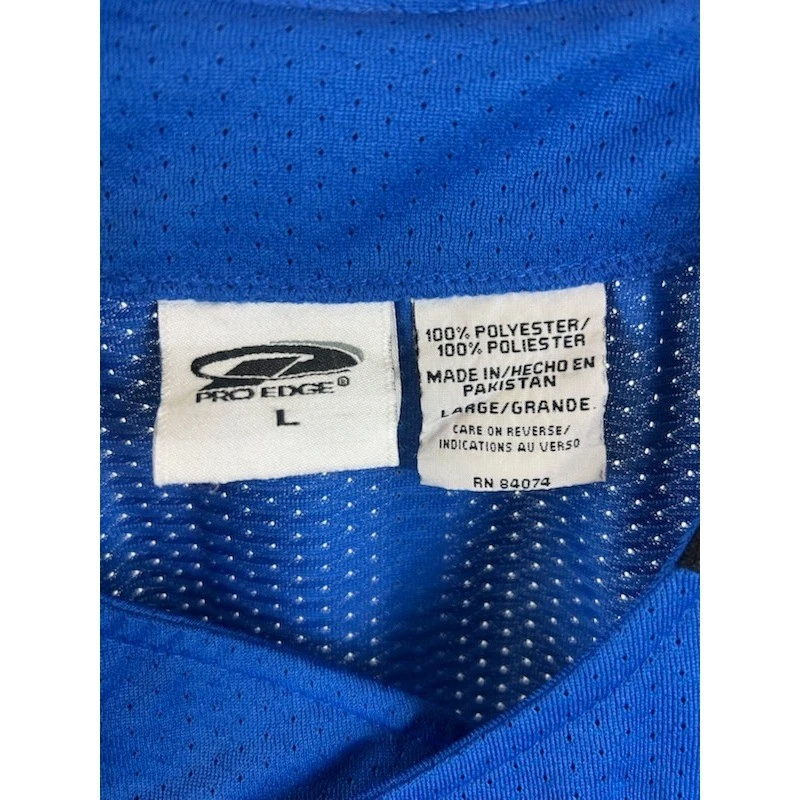 PRO EDGE®
L
100% POLYESTER/
100% POLIESTER
MADE IN/HECHO EN
PAKISTAN
LARGE/GRANDE.
CARE ON REVERSE/
INDICATIONS AU VERSO
RN 84074